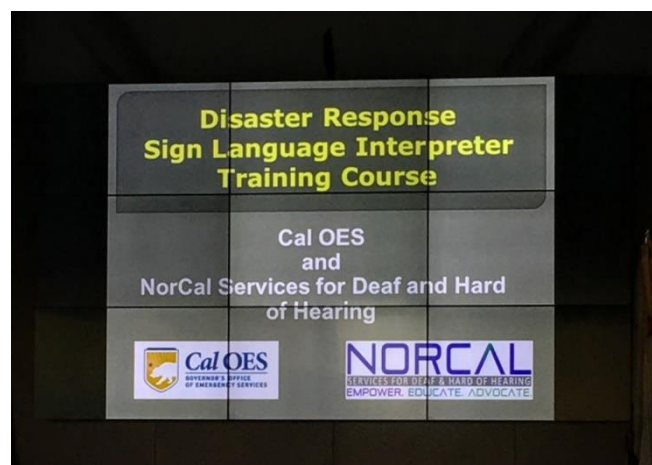 Disaster Response
Sign Language Interpreter
Training Course
Cal OES
and
NorCal Services for Deaf and Hard
of Hearing
Cal OES
GOVERNOR'S OFFICE
OF EMERGENCY SERVICES
NORCAL
SERVICES FOR DEAF & HARD OF HEARING
EMPOWER. EDUCATE. ADVOCATE.